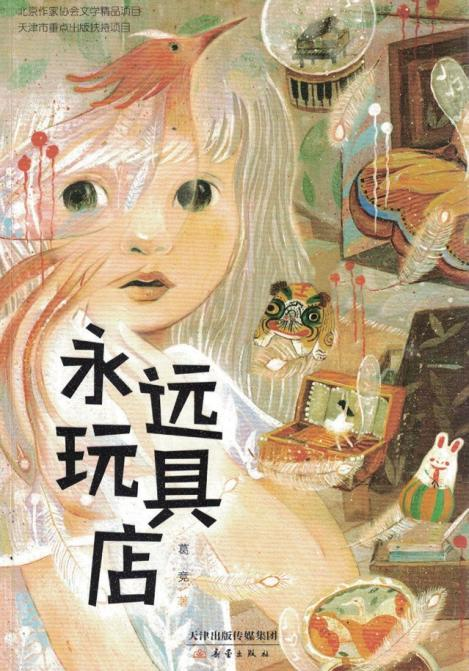 北京作家协会文学精品项目
天津市重点出版扶持项目
永远
玩具
店
葛竞 著
天津出版传媒集团
新蕾出版社